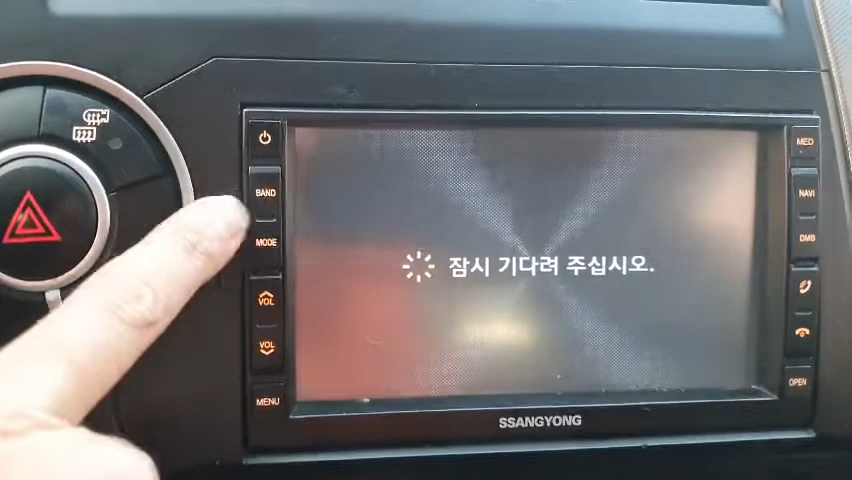 BAND
MODE
VOL
VOL
MENU
잠시 기다려 주십시오.
MED
NAVI
DMB
OPEN
SSANGYONG